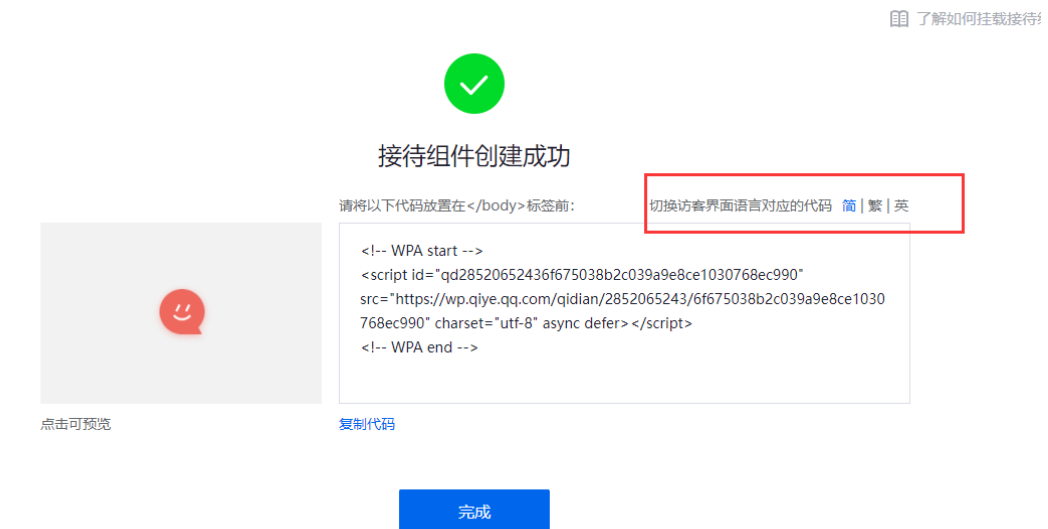 了解如何挂载接待
接待组件创建成功
请将以下代码放置在</body>标签前:
切换访客界面语言对应的代码 简 | 繁 | 英
<!-- WPA start -->
<script id="qd28520652436f675038b2c039a9e8ce1030768ec990"
src="https://wp.qiye.qq.com/qidian/2852065243/6f675038b2c039a9e8ce1030
768ec990" charset="utf-8" async defer></script>
<!-- WPA end -->
点击可预览
复制代码
完成